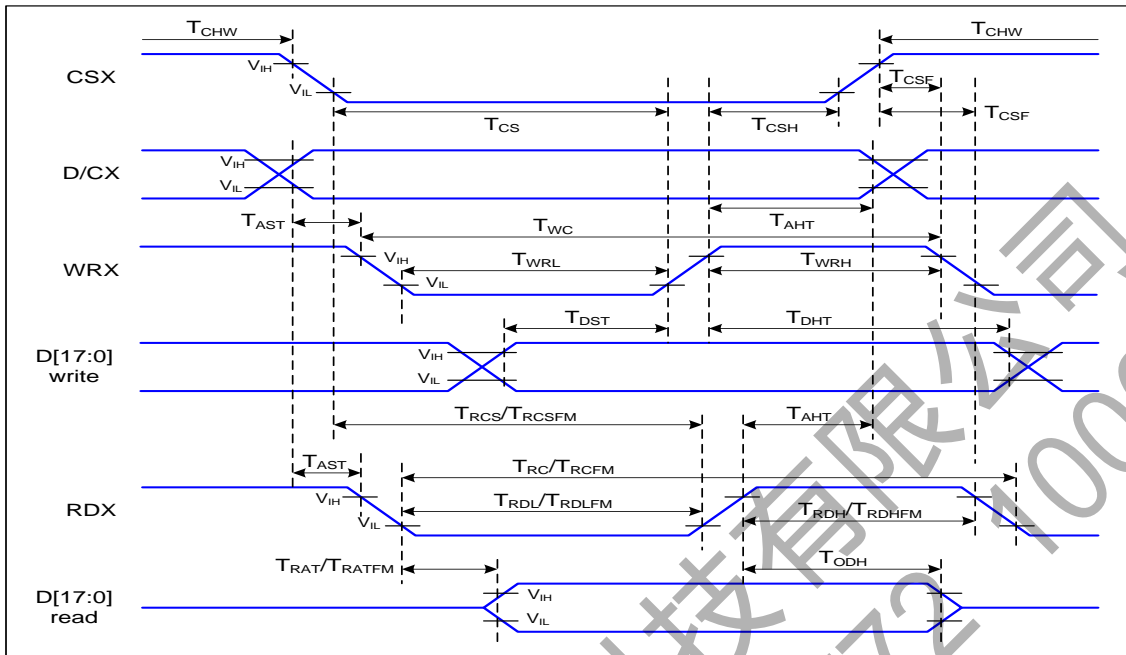 TCHW TCHW
CSX VIH VIL TCSF
TCS TCSH TCSF
D/CX VIH VIL
TAST TWC TAHT
WRX VIH VIL TWRL TWRH
TDST TDHT
D[17:0] VIH
write VIL
TRCS/TRCSFM TAHT
TAST TRC/TRCFM
RDX VIH VIL TRDL/TRDLFM TRDH/TRDHFM
TRAT/TRATFM TODH
D[17:0] VIH
read VIL
技有限公司